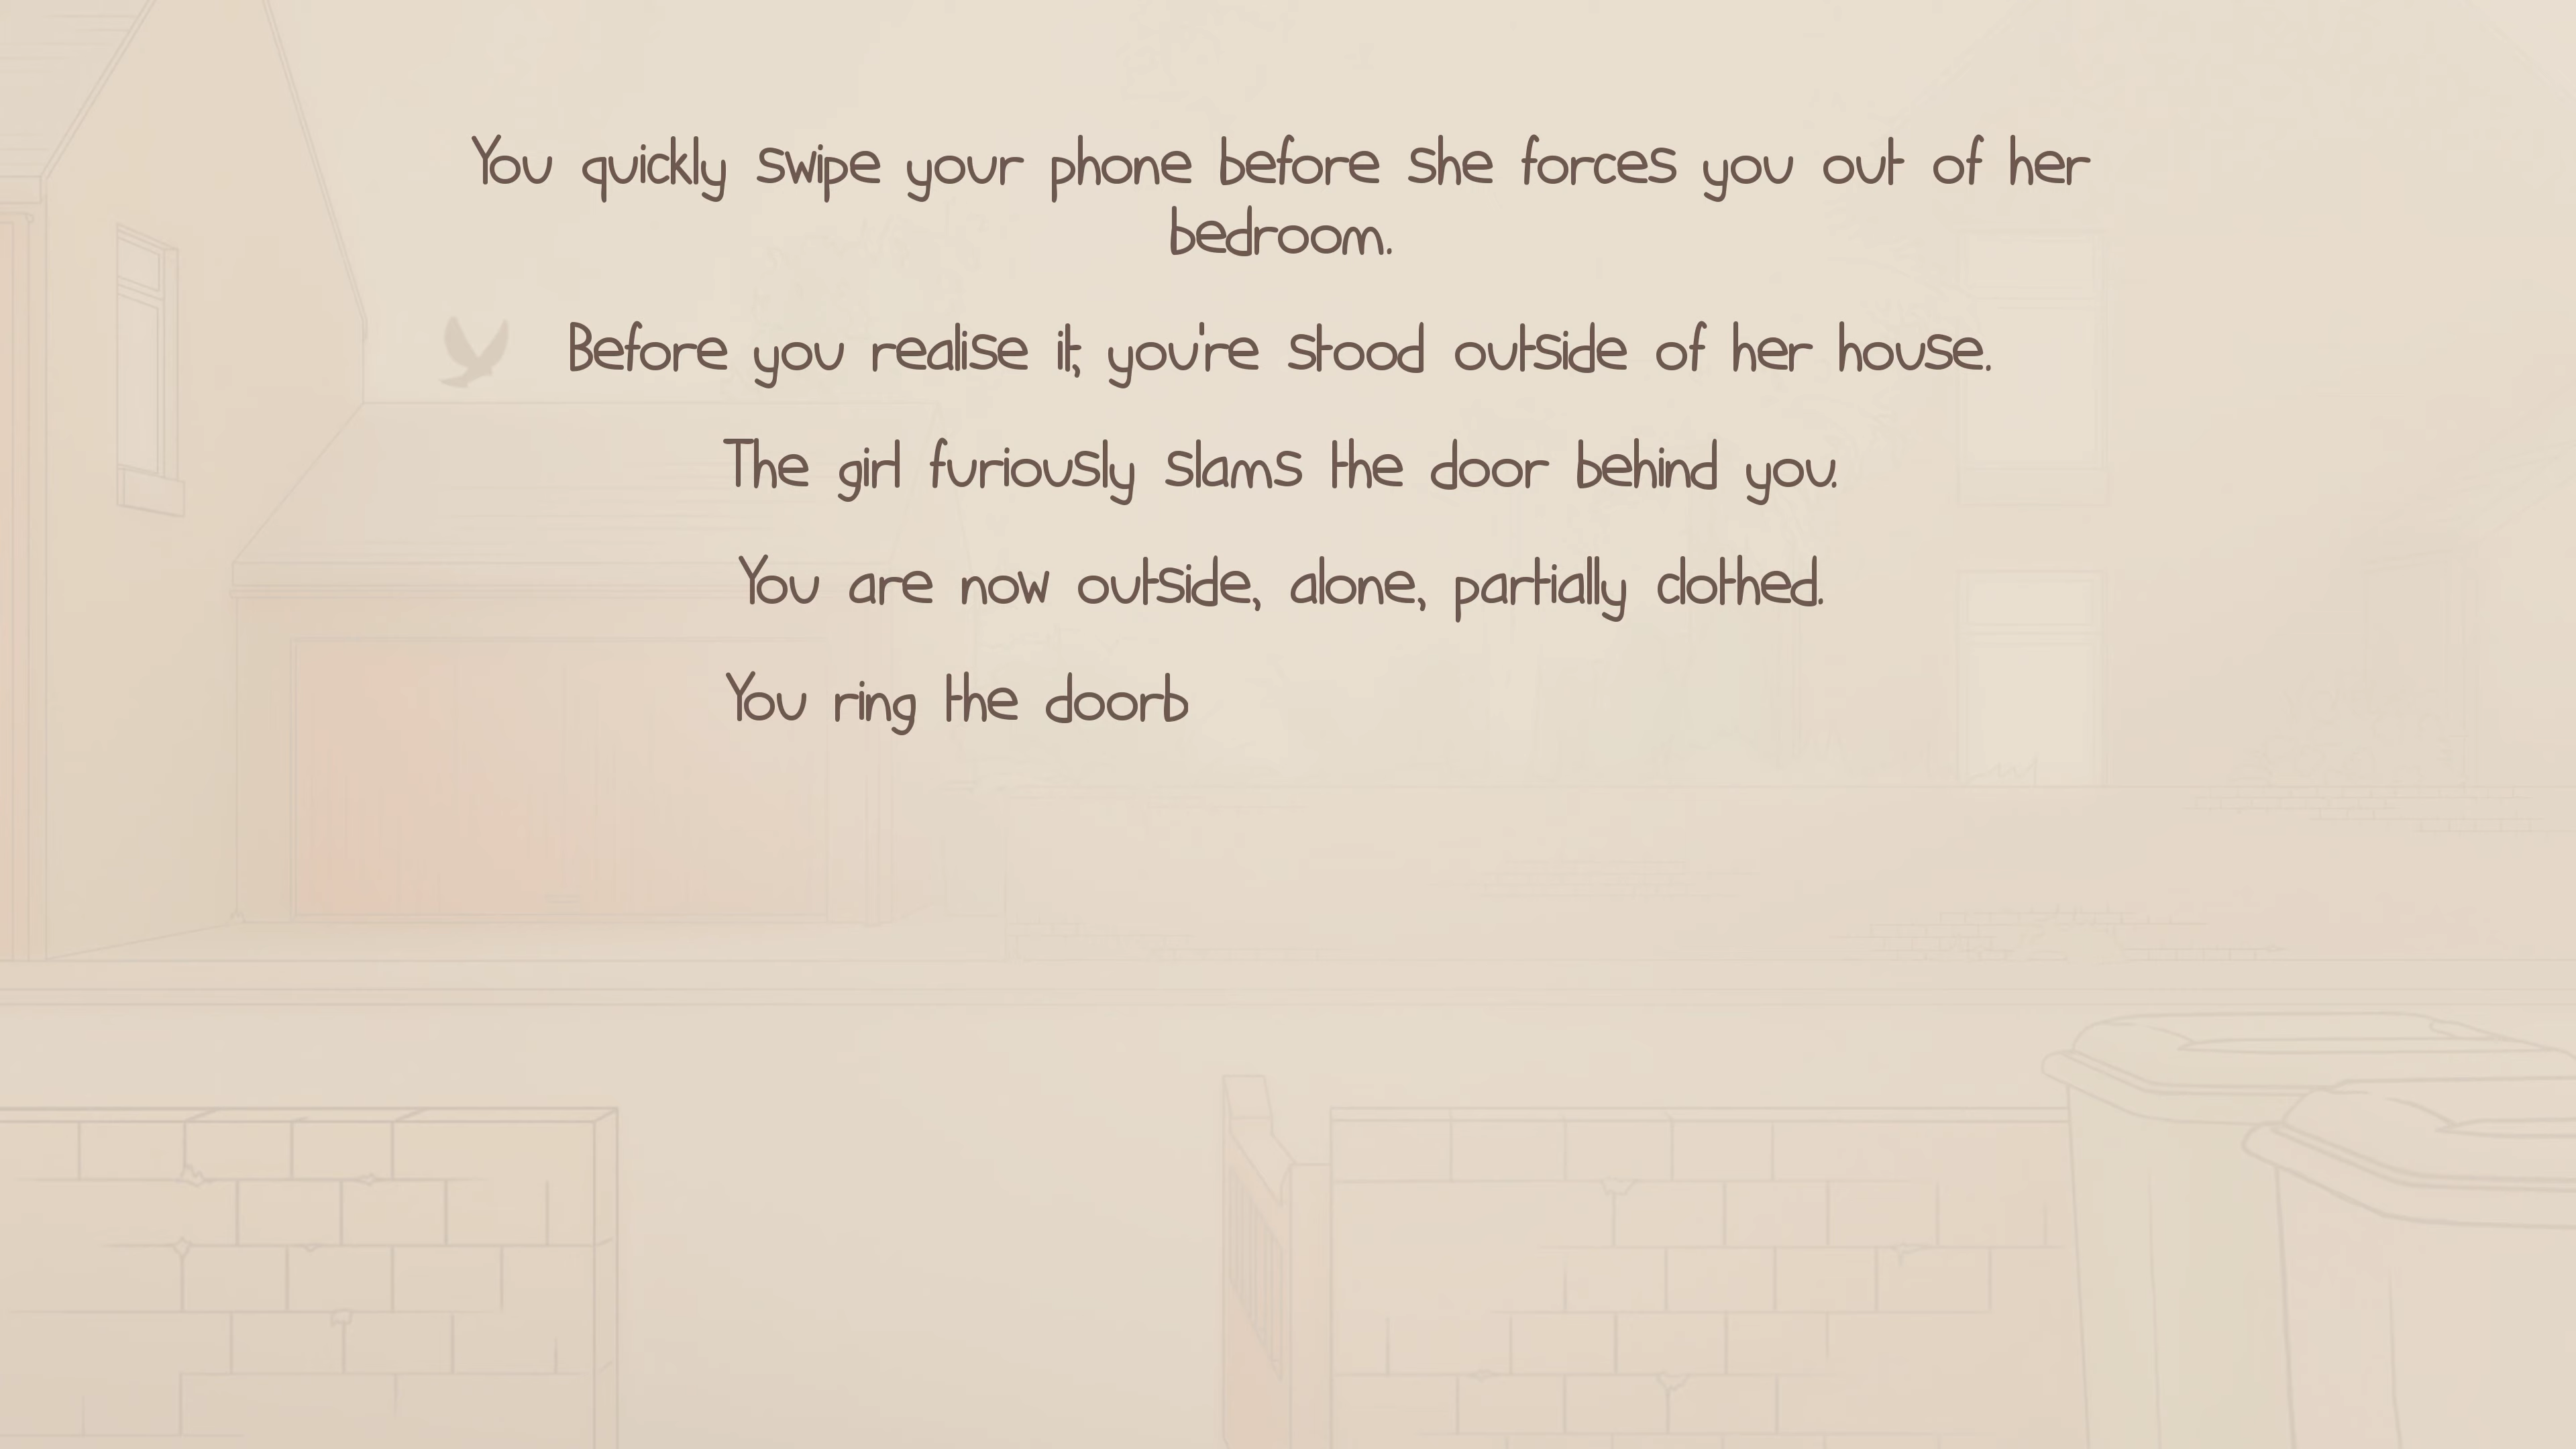 You quickly swipe your phone before she forces you out of her
bedroom.
Before you realise it, you're stood outside of her house.
The girl furiously slams the door behind you.
You are now outside, alone, partially clothed.
You ring the doorb